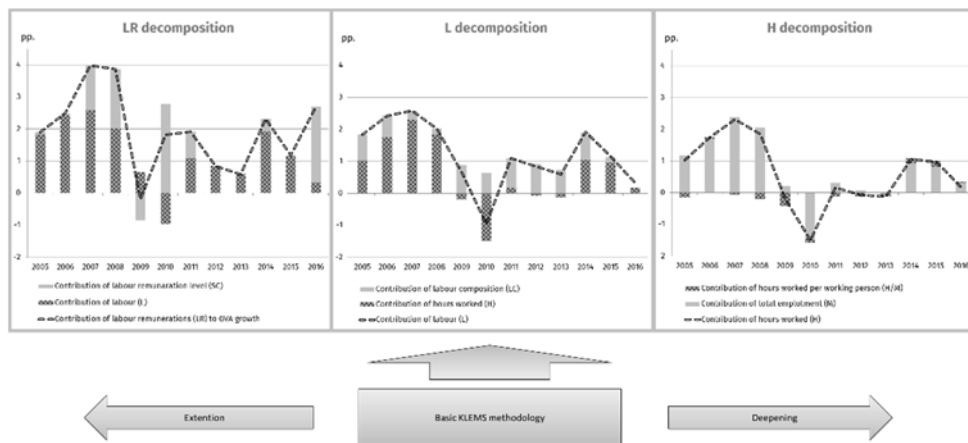 LR decomposition
pp.
4
3
2
1
0
-1
-2
2005 2006 2007 2008 2009 2010 2011 2012 2013 2014 2015 2016
Contribution of labour remuneration level (SC)
Contribution of labour (L)
Contribution of labour remunerations (LR) to GVA growth
L decomposition
pp.
4
3
2
1
0
-1
-2
2005 2006 2007 2008 2009 2010 2011 2012 2013 2014 2015 2016
Contribution of labour composition (LC)
Contribution of hours worked (H)
Contribution of labour (L)
H decomposition
pp.
4
3
2
1
0
-1
2
2005 2006 2007 2008 2009 2010 2011 2012 2013 2014 2015 2016
Contribution of hours worked per working person (H/M)
Contribution of total employment
Contribution of hours worked (H)
Extention
Basic KLEMS methodology
Deepening